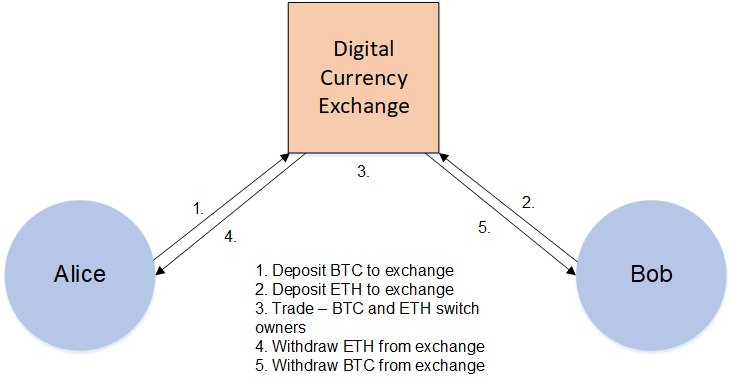 Digital
Currency
Exchange
3.
1.
2.
4.
5.
Alice
Bob
1. Deposit BTC to exchange
2. Deposit ETH to exchange
3. Trade – BTC and ETH switch
owners
4. Withdraw ETH from exchange
5. Withdraw BTC from exchange